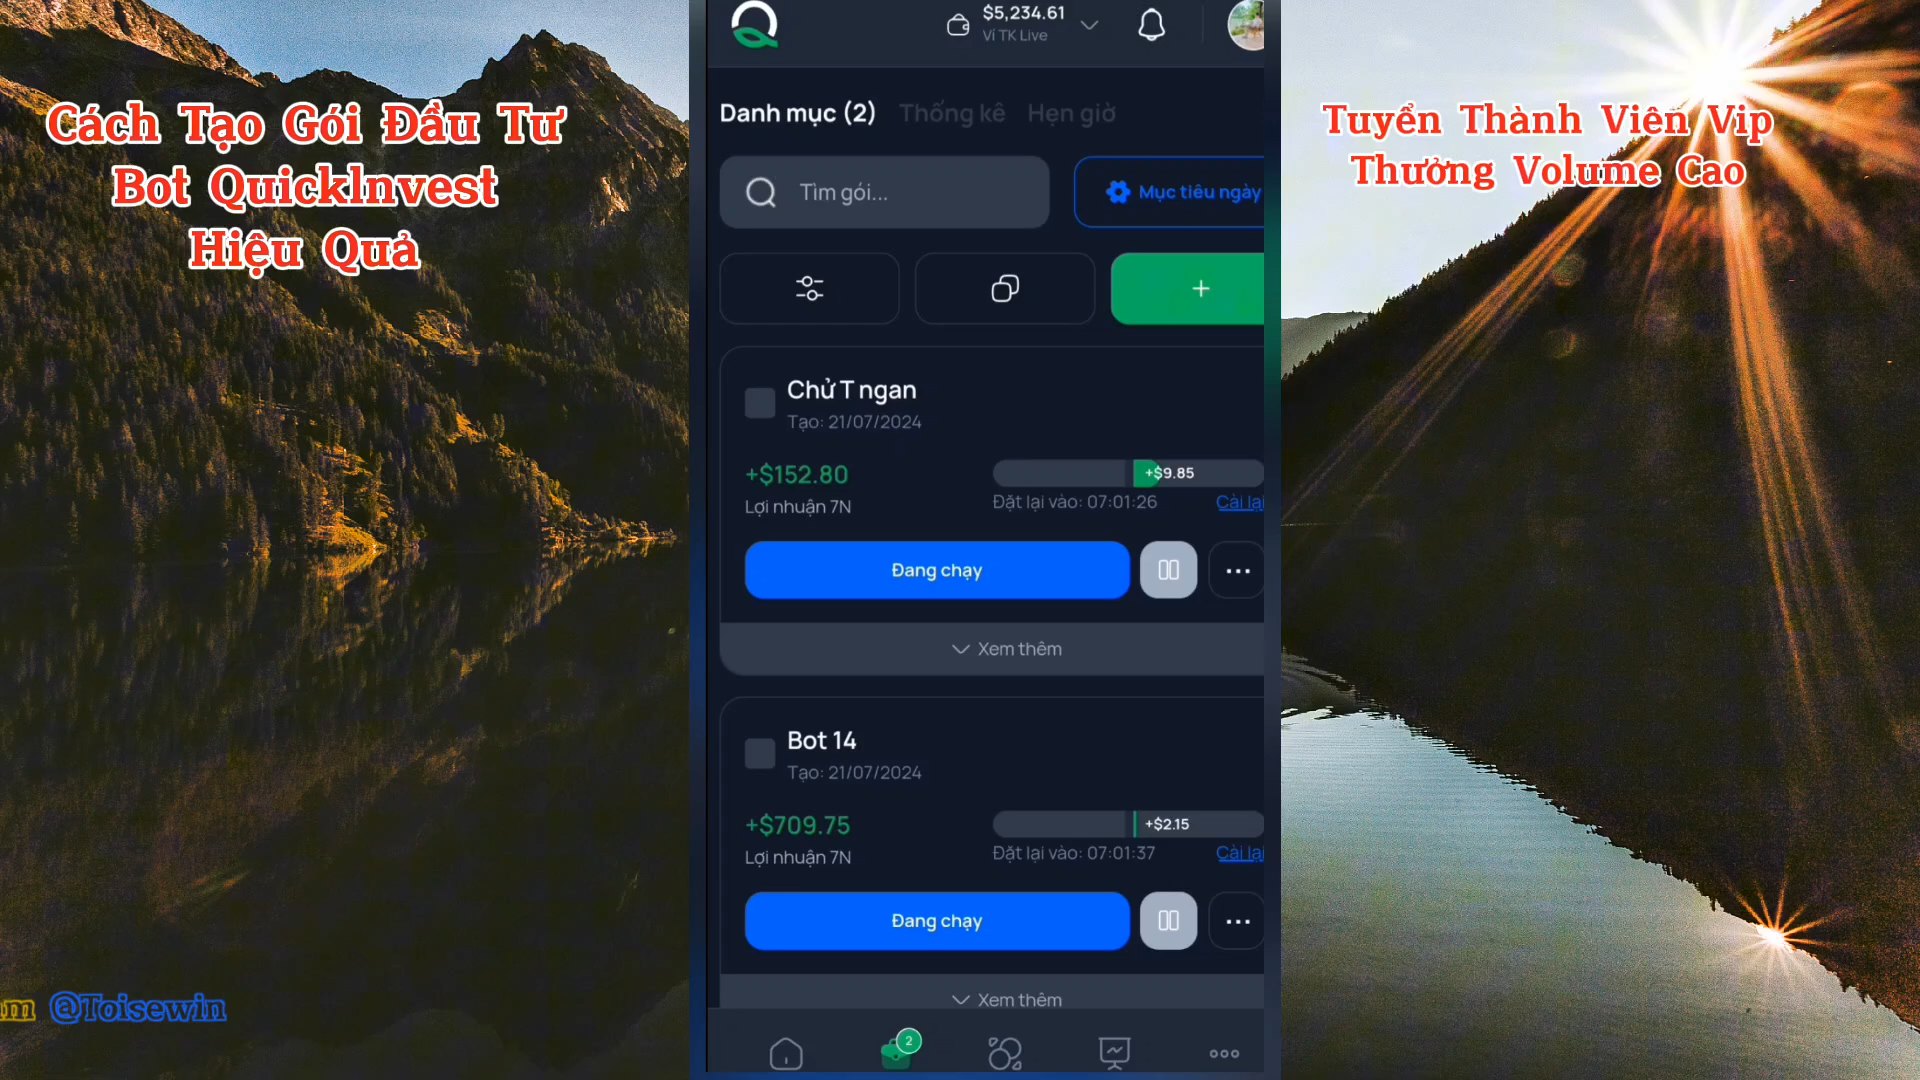 Cách Tạo Gói Đầu Tư
Bot QuickInvest
Hiệu Quả
@Toisewin
$5,234.61
Ví TK Live
Danh mục (2) Thống kê Hẹn giờ
Tìm gói...
Mục tiêu ngày
Chử T ngan
Tạo: 21/07/2024
+$152.80
Lợi nhuận 7N
+$9.85
Đặt lại vào: 07:01:26
Cài lại
Đang chạy
Xem thêm
Bot 14
Tạo: 21/07/2024
+$709.75
Lợi nhuận 7N
+$2.15
Đặt lại vào: 07:01:37
Cài lại
Đang chạy
Xem thêm
2
Tuyển Thành Viên Vip
Thưởng Volume Cao